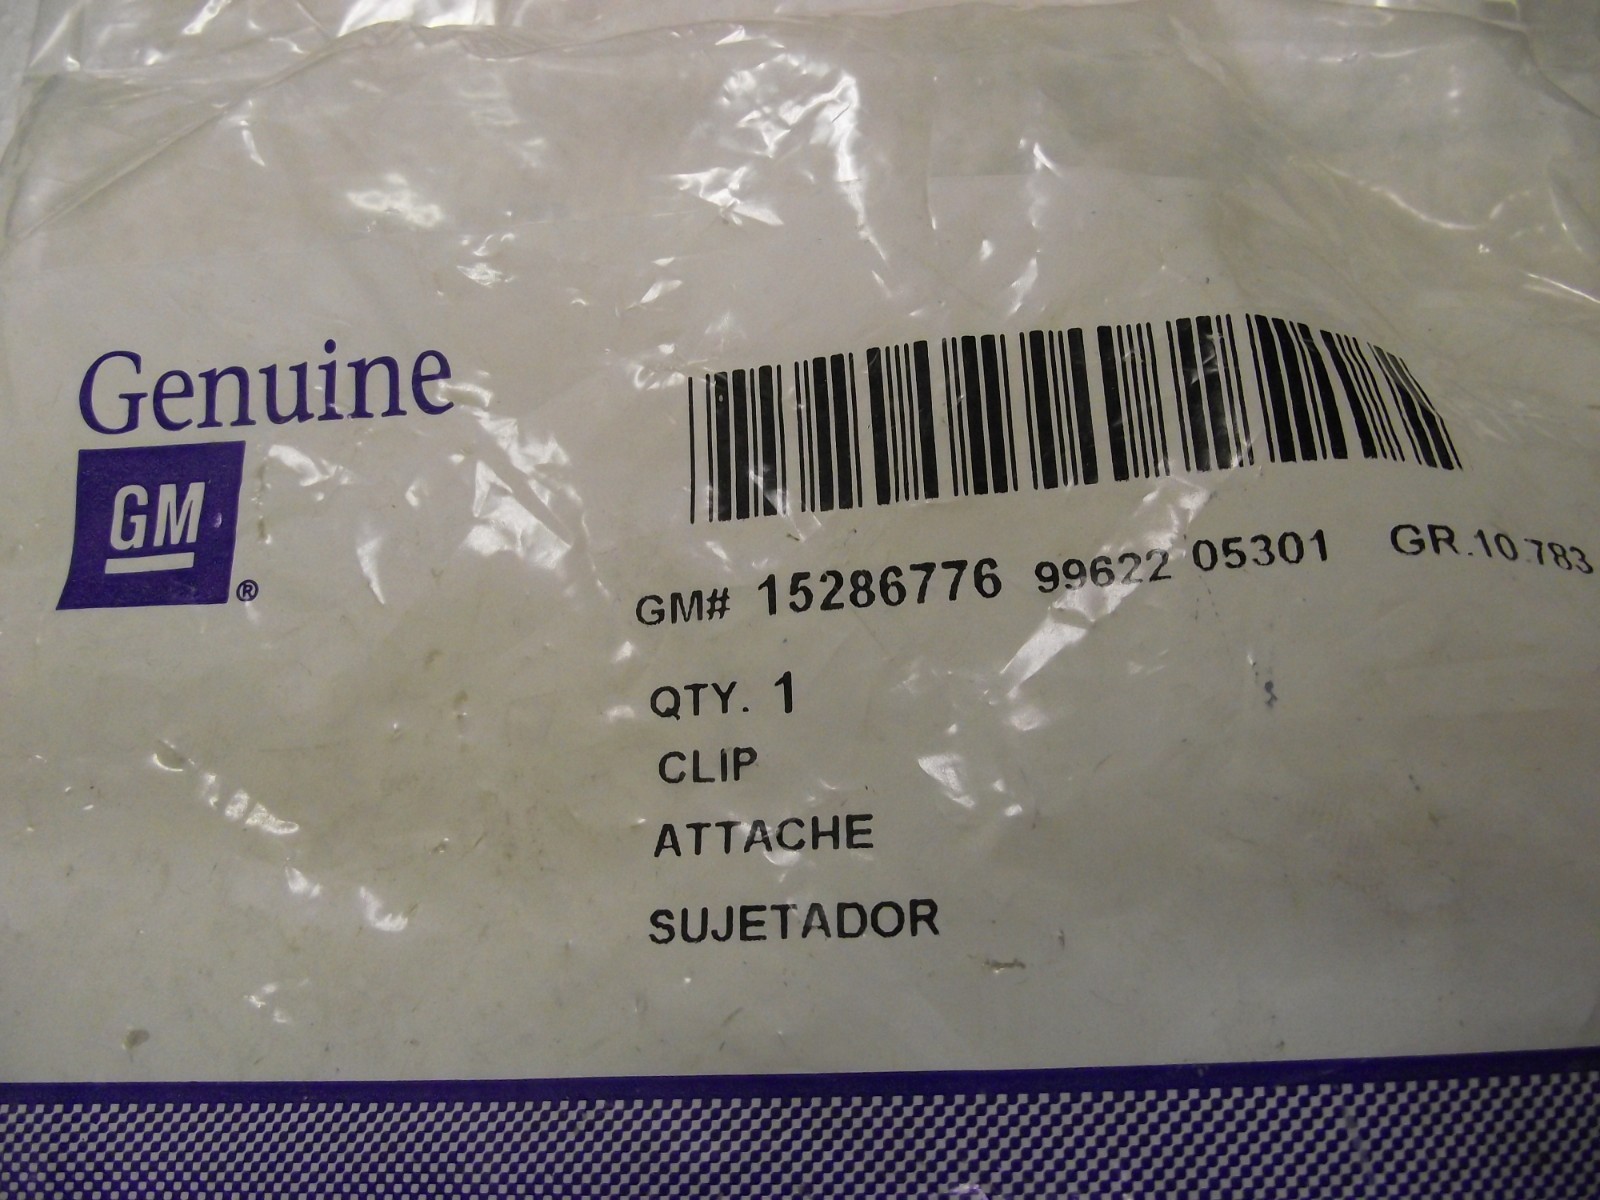 Genuine
GM
®
GM# 15286776 99622 05301 GR.10.783
QTY. 1
CLIP
ATTACHE
SUJETADOR